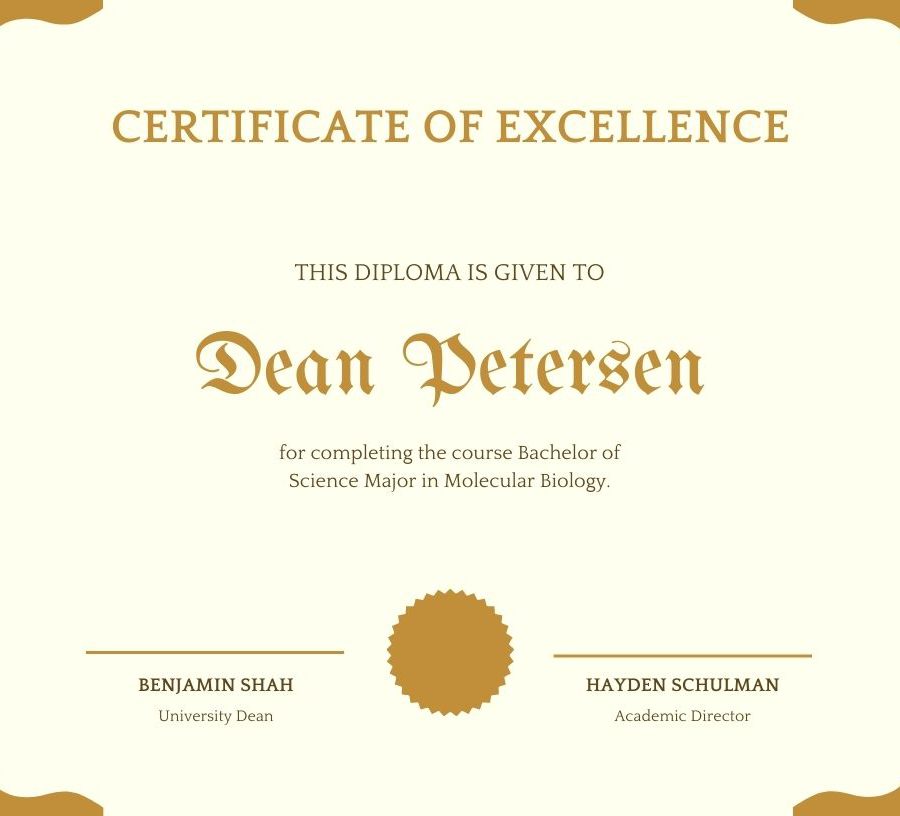 CERTIFICATE OF EXCELLENCE
THIS DIPLOMA IS GIVEN TO
Dean Petersen
for completing the course Bachelor of
Science Major in Molecular Biology.
BENJAMIN SHAH
University Dean
HAYDEN SCHULMAN
Academic Director